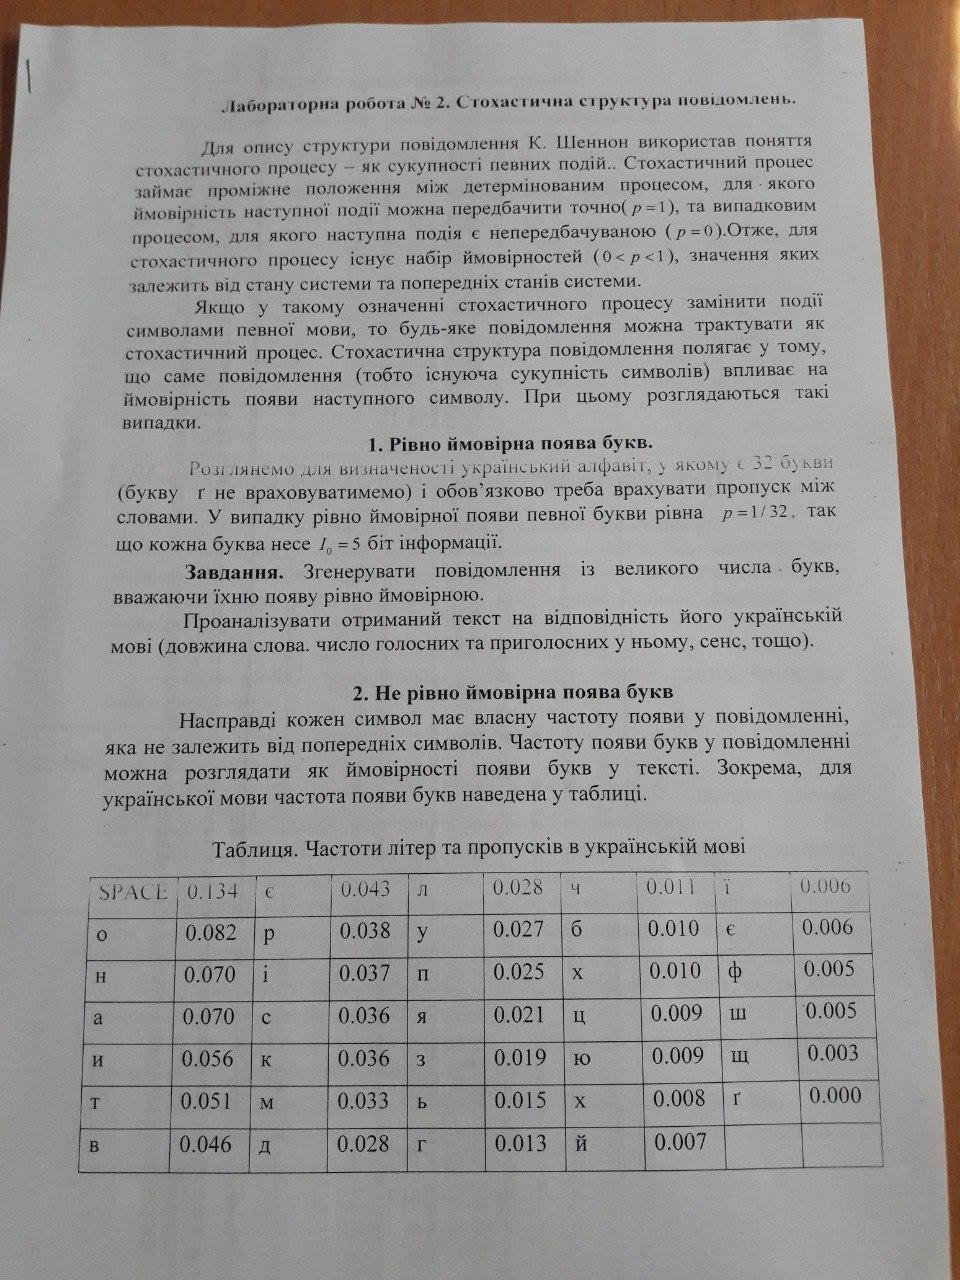 Лабораторна робота № 2. Стохастична структура повідомлень.
Для опису структури повідомлення К. Шеннон використав поняття
стохастичного процесу – як сукупності певних подій.. Стохастичний процес
займає проміжне положення між детермінованим процесом, для якого
ймовірність наступної події можна передбачити точно( p = 1), та випадковим
процесом, для якого наступна подія є непередбачуваною ( p = 0).Отже, для
стохастичного процесу існує набір ймовірностей ( 0 < p < 1), значення яких
залежить від стану системи та попередніх станів системи.
Якщо у такому означенні стохастичного процесу замінити події
символами певної мови, то будь-яке повідомлення можна трактувати як
стохастичний процес. Стохастична структура повідомлення полягає у тому,
що саме повідомлення (тобто існуюча сукупність символів) впливає на
ймовірність появи наступного символу. При цьому розглядаються такі
випадки.
1. Рівно ймовірна поява букв.
Розглянемо для визначеності український алфавіт, у якому є 32 букви
(букву ґ не враховуватимемо) і обов’язково треба врахувати пропуск між
словами. У випадку рівно ймовірної появи певної букви рівна p = 1/32, так
що кожна буква несе I₀ = 5 біт інформації.
Завдання. Згенерувати повідомлення із великого числа букв,
вважаючи їхню появу рівно ймовірною.
Проаналізувати отриманий текст на відповідність його українській
мові (довжина слова. число голосних та приголосних у ньому, сенс, тощо).
2. Не рівно ймовірна поява букв
Насправді кожен символ має власну частоту появи у повідомленні,
яка не залежить від попередніх символів. Частоту появи букв у повідомленні
можна розглядати як ймовірності появи букв у тексті. Зокрема, для
української мови частота появи букв наведена у таблиці.
Таблиця. Частоти літер та пропусків в українській мові
SPACE 0.134 є 0.043 л 0.028 ч 0.011 ї 0.006
о 0.082 р 0.038 у 0.027 б 0.010 є 0.006
н 0.070 і 0.037 п 0.025 х 0.010 ф 0.005
а 0.070 с 0.036 я 0.021 ц 0.009 ш 0.005
и 0.056 к 0.036 з 0.019 ю 0.009 щ 0.003
т 0.051 м 0.033 ь 0.015 х 0.008 ґ 0.000
в 0.046 д 0.028 г 0.013 й 0.007